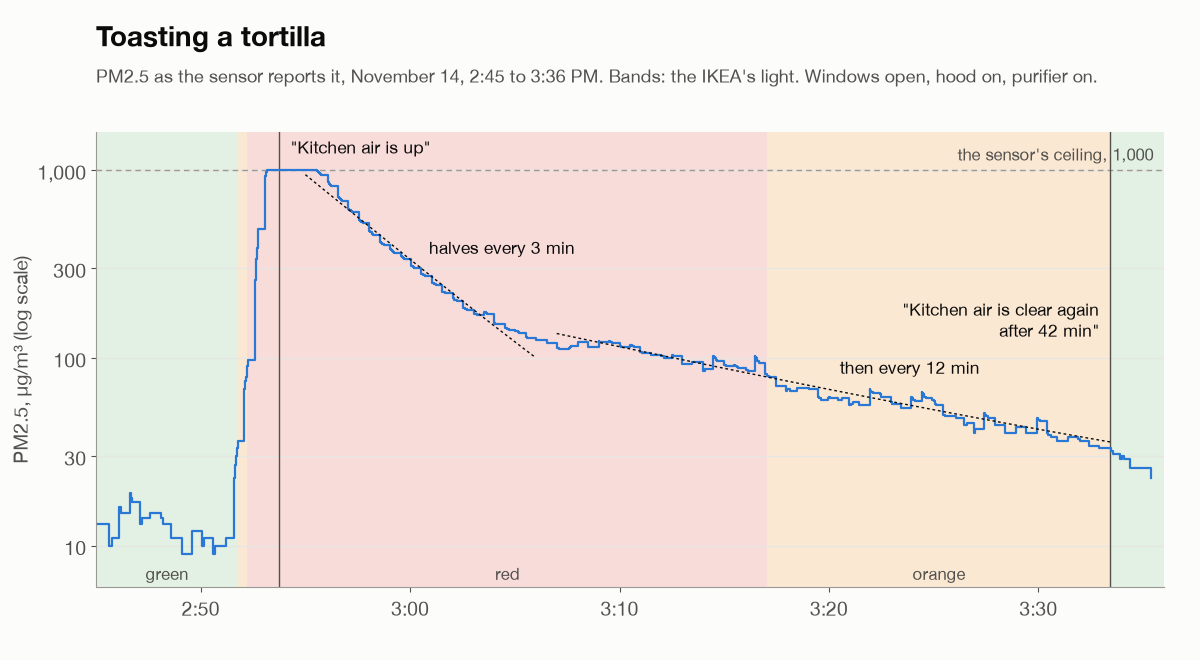 Toasting a tortilla
PM2.5 as the sensor reports it, November 14, 2:45 to 3:36 PM. Bands: the IKEA's light. Windows open, hood on, purifier on.
"Kitchen air is up"
the sensor's ceiling, 1,000
1,000
halves every 3 min
300
"Kitchen air is clear again
after 42 min"
100
then every 12 min
30
10
PM2.5, µg/m³ (log scale)
green
red
orange
2:50
3:00
3:10
3:20
3:30